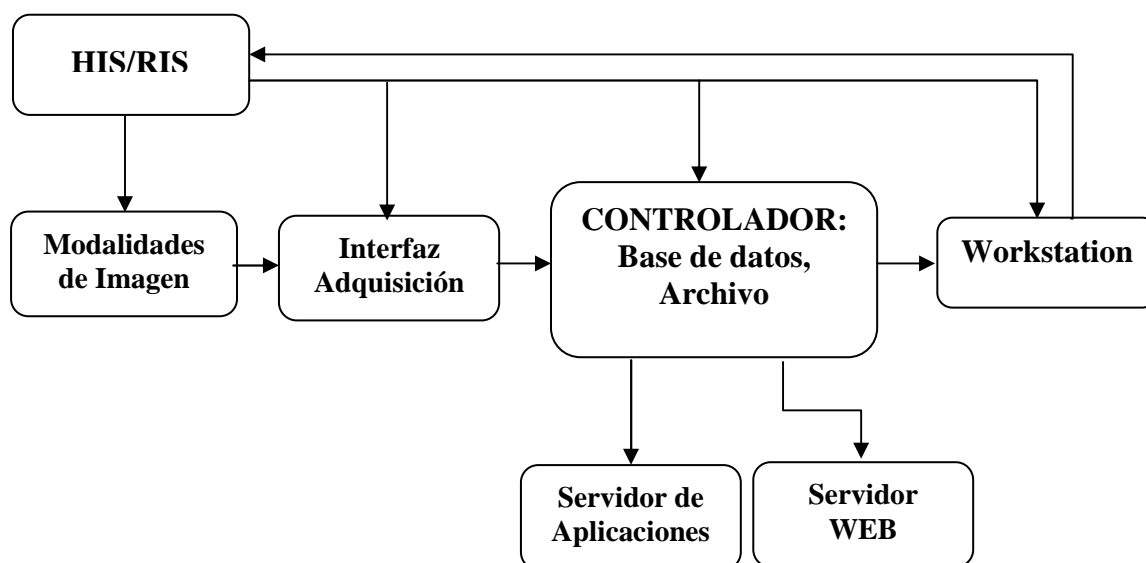 HIS/RIS
Modalidades
de Imagen
Interfaz
Adquisición
CONTROLADOR:
Base de datos,
Archivo
Workstation
Servidor de
Aplicaciones
Servidor
WEB